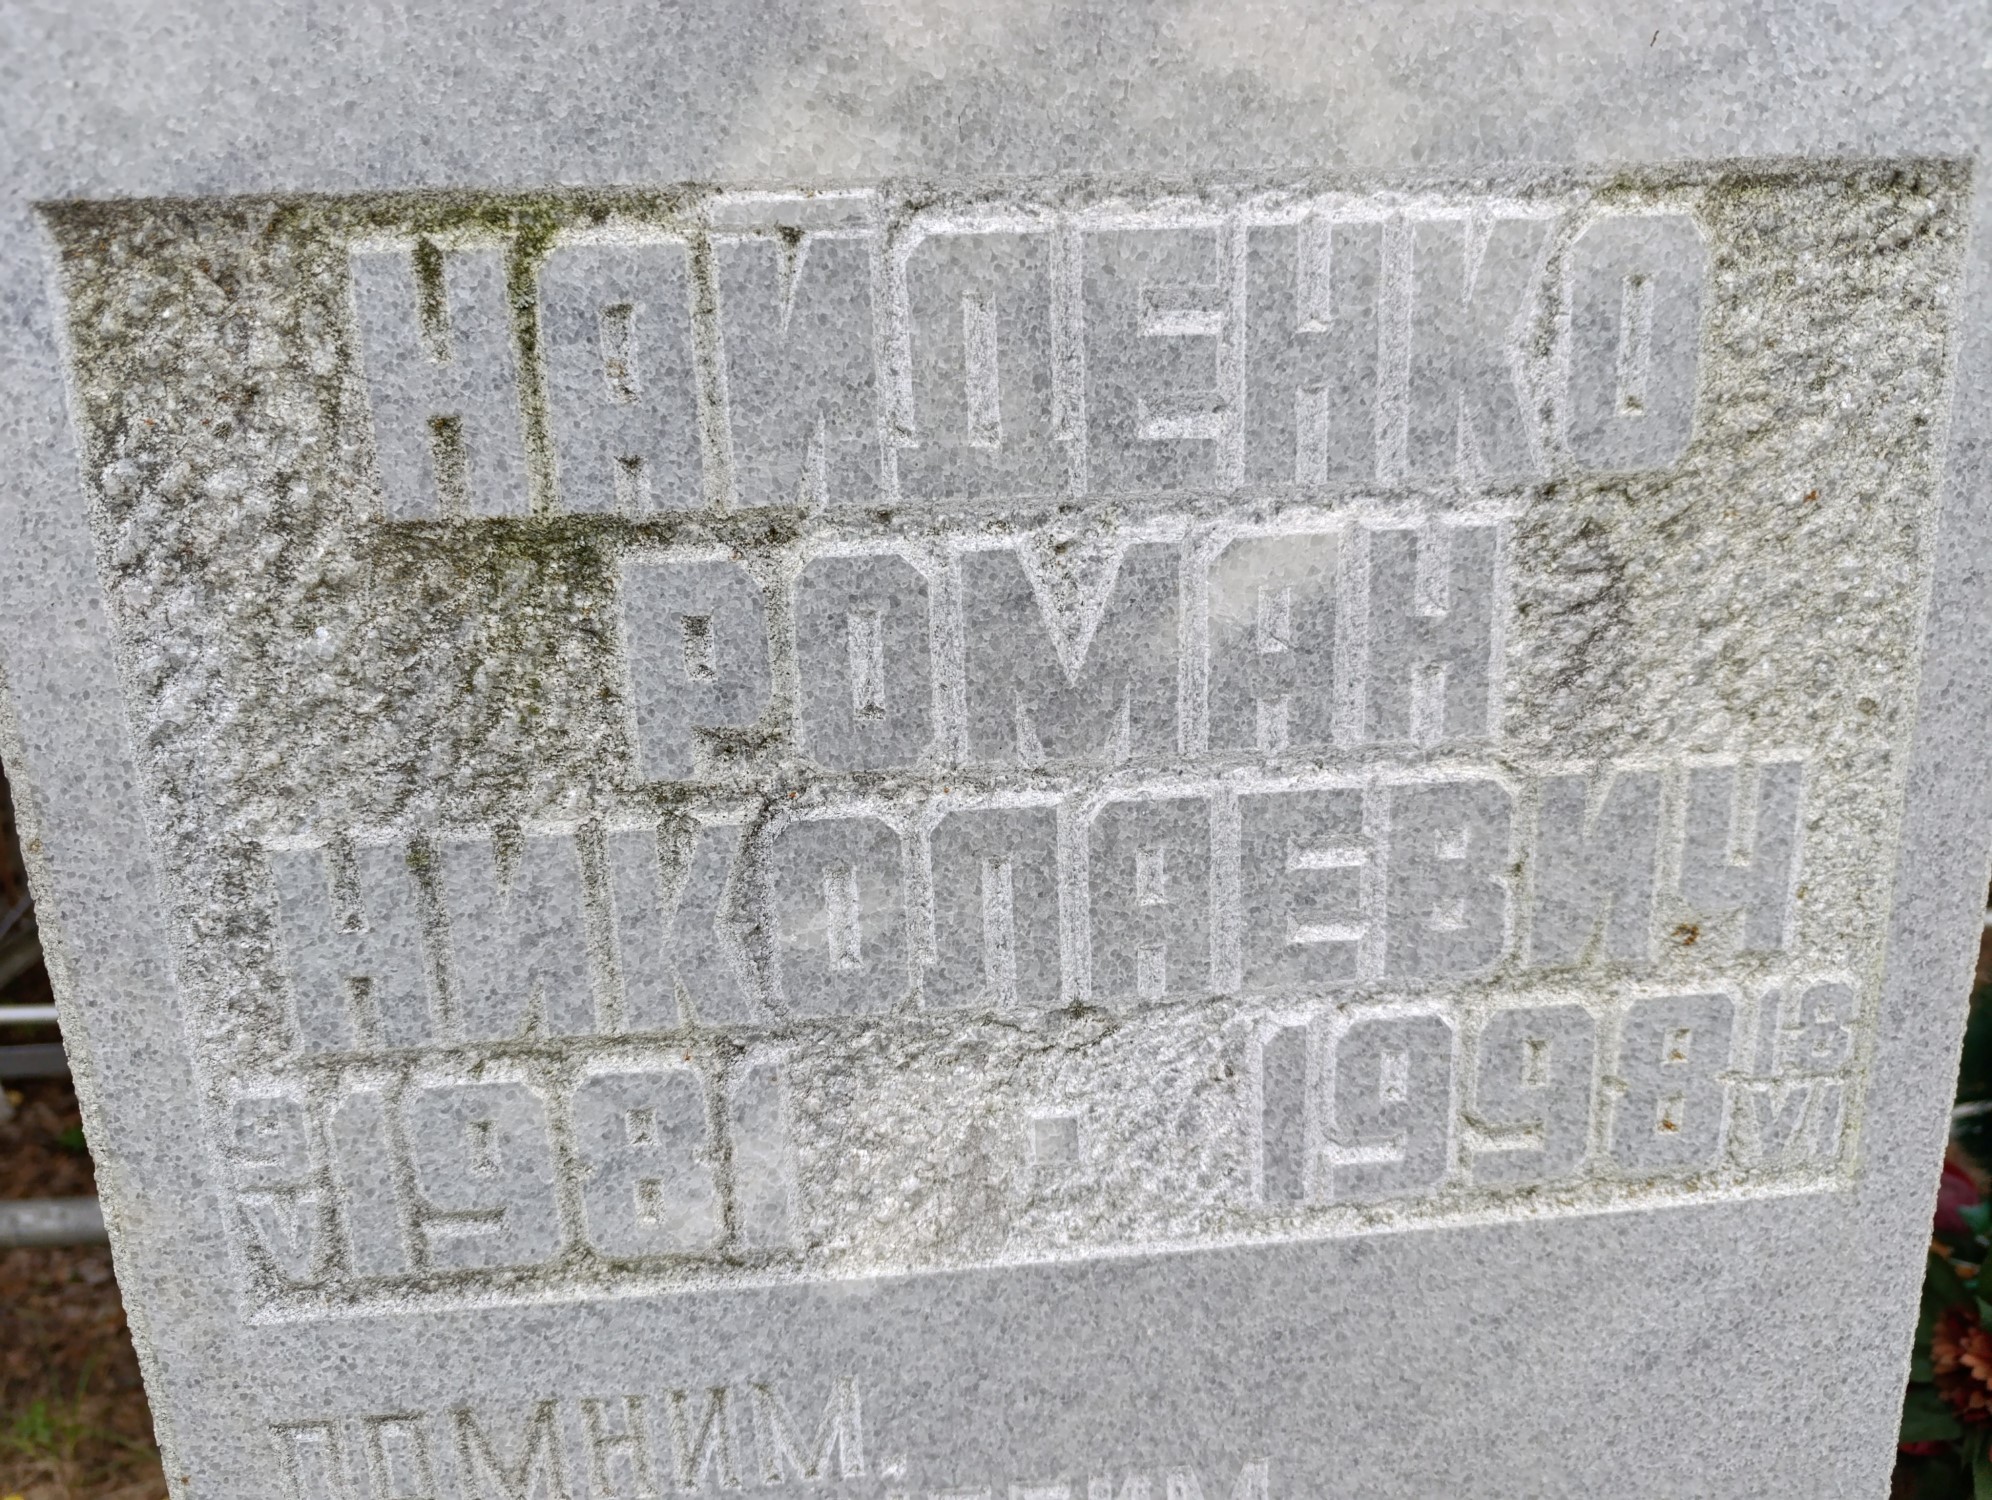 НАЙДЕНКО
РОМАН
НИКОЛАЕВИЧ
9/V 1981 - 1998 13/VI
ПОМНИМ,